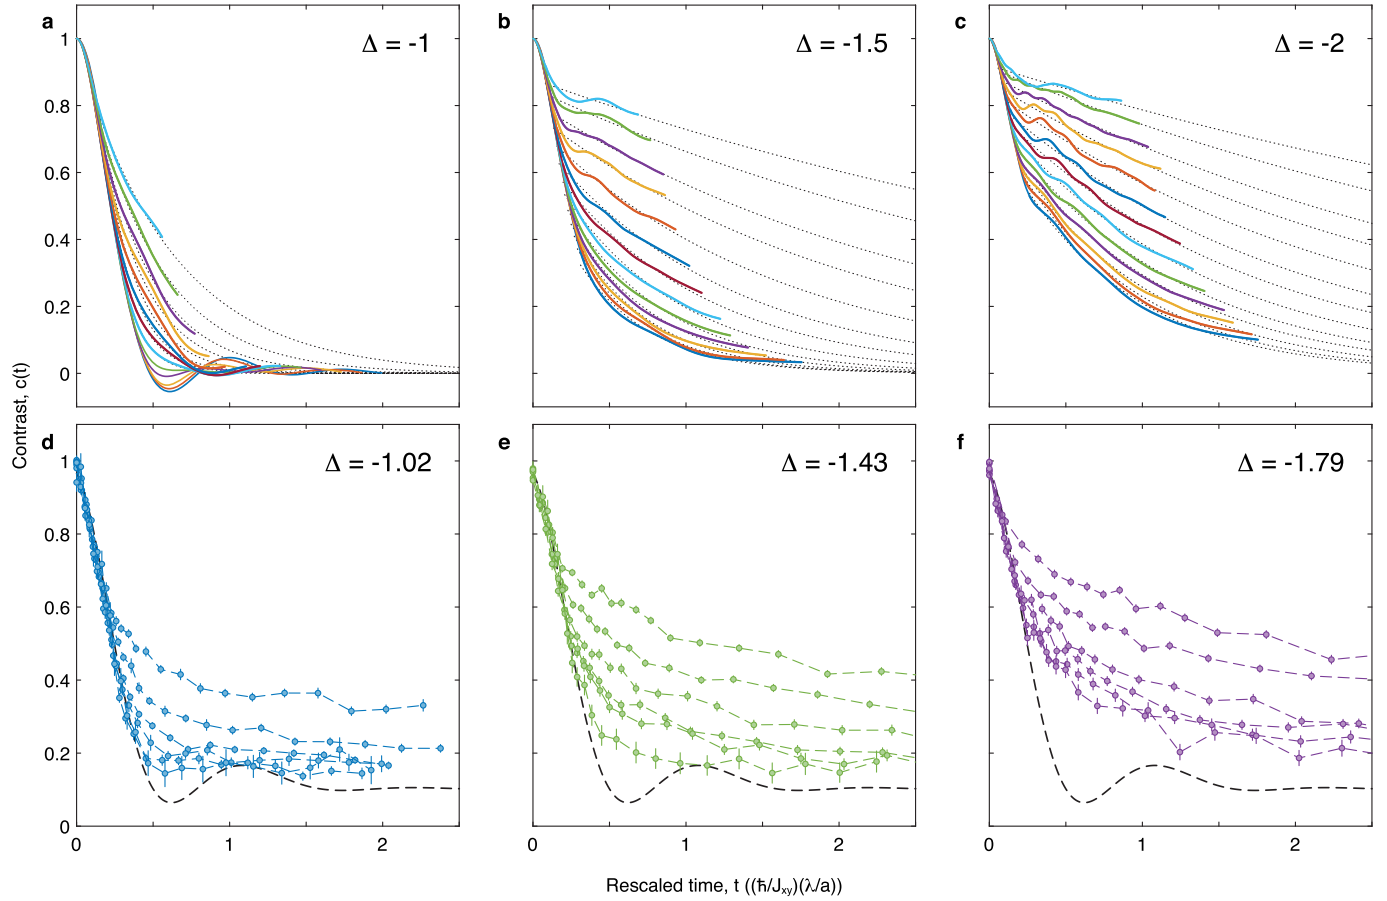 a
Δ = -1
b
Δ = -1.5
c
Δ = -2
1
0.8
0.6
0.4
0.2
0
Contrast, c(t)
d
Δ = -1.02
e
Δ = -1.43
f
Δ = -1.79
1
0.8
0.6
0.4
0.2
0
0 1 2
0 1 2
0 1 2
Rescaled time, t ((ħ/Jxy)(λ/a))